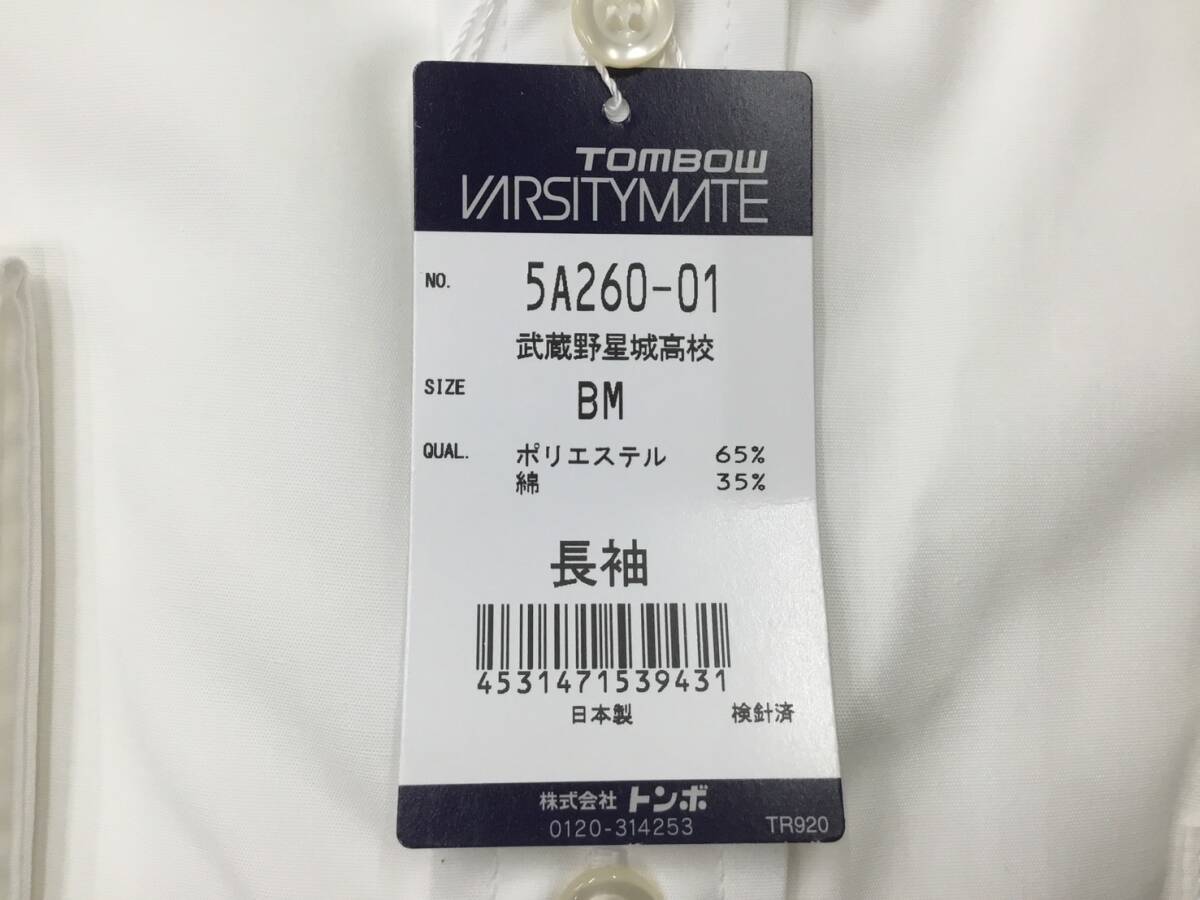 TOMBOW
VARSITYMATE
NO. 5A260-01
武蔵野星城高校
SIZE BM
QUAL. ポリエステル 65%
綿 35%
長袖
4531471539431
日本製 検針済
株式会社 トンボ
0120-314253 TR920